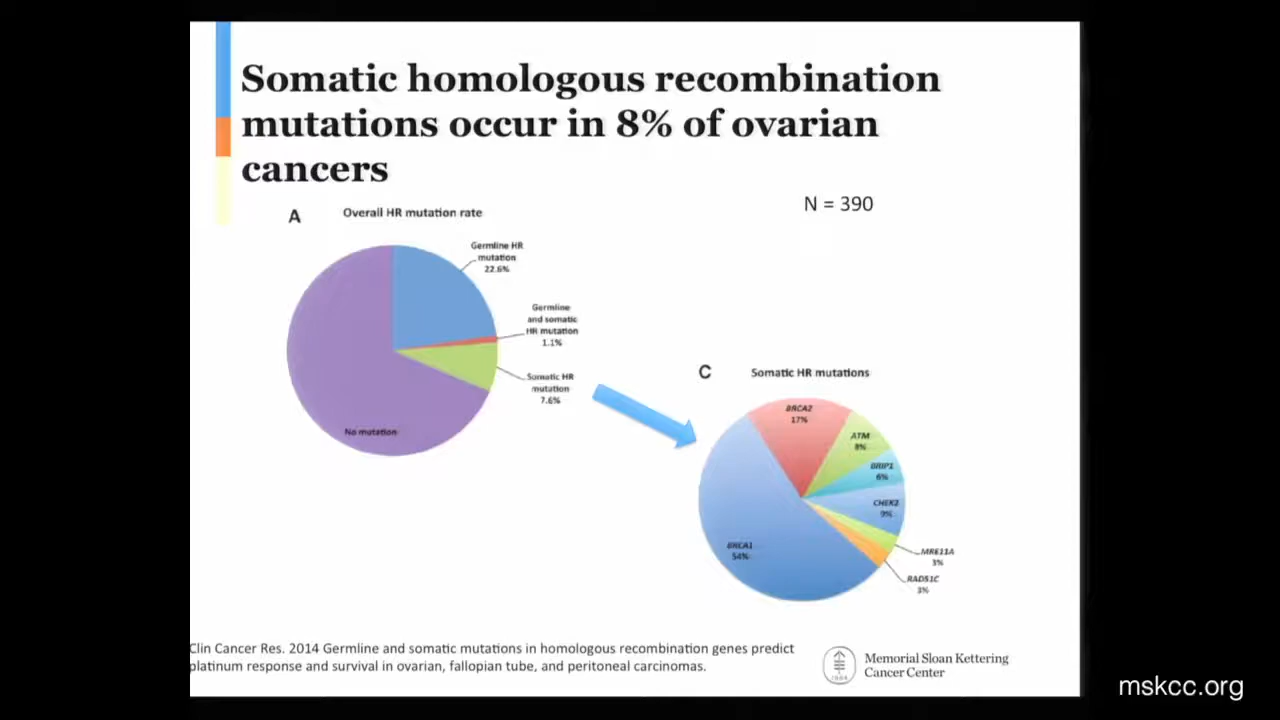 Somatic homologous recombination
mutations occur in 8% of ovarian
cancers
N = 390
A
Overall HR mutation rate
Germline HR
mutation
22.6%
Germline
and somatic
HR mutation
1.1%
Somatic HR
mutation
7.6%
No mutation
C
Somatic HR mutations
BRCA2
17%
ATM
8%
BRIP1
6%
CHEK2
9%
MRE11A
3%
RAD51C
3%
BRCA1
54%
Clin Cancer Res. 2014 Germline and somatic mutations in homologous recombination genes predict
platinum response and survival in ovarian, fallopian tube, and peritoneal carcinomas.
1884
Memorial Sloan Kettering
Cancer Center
mskcc.org